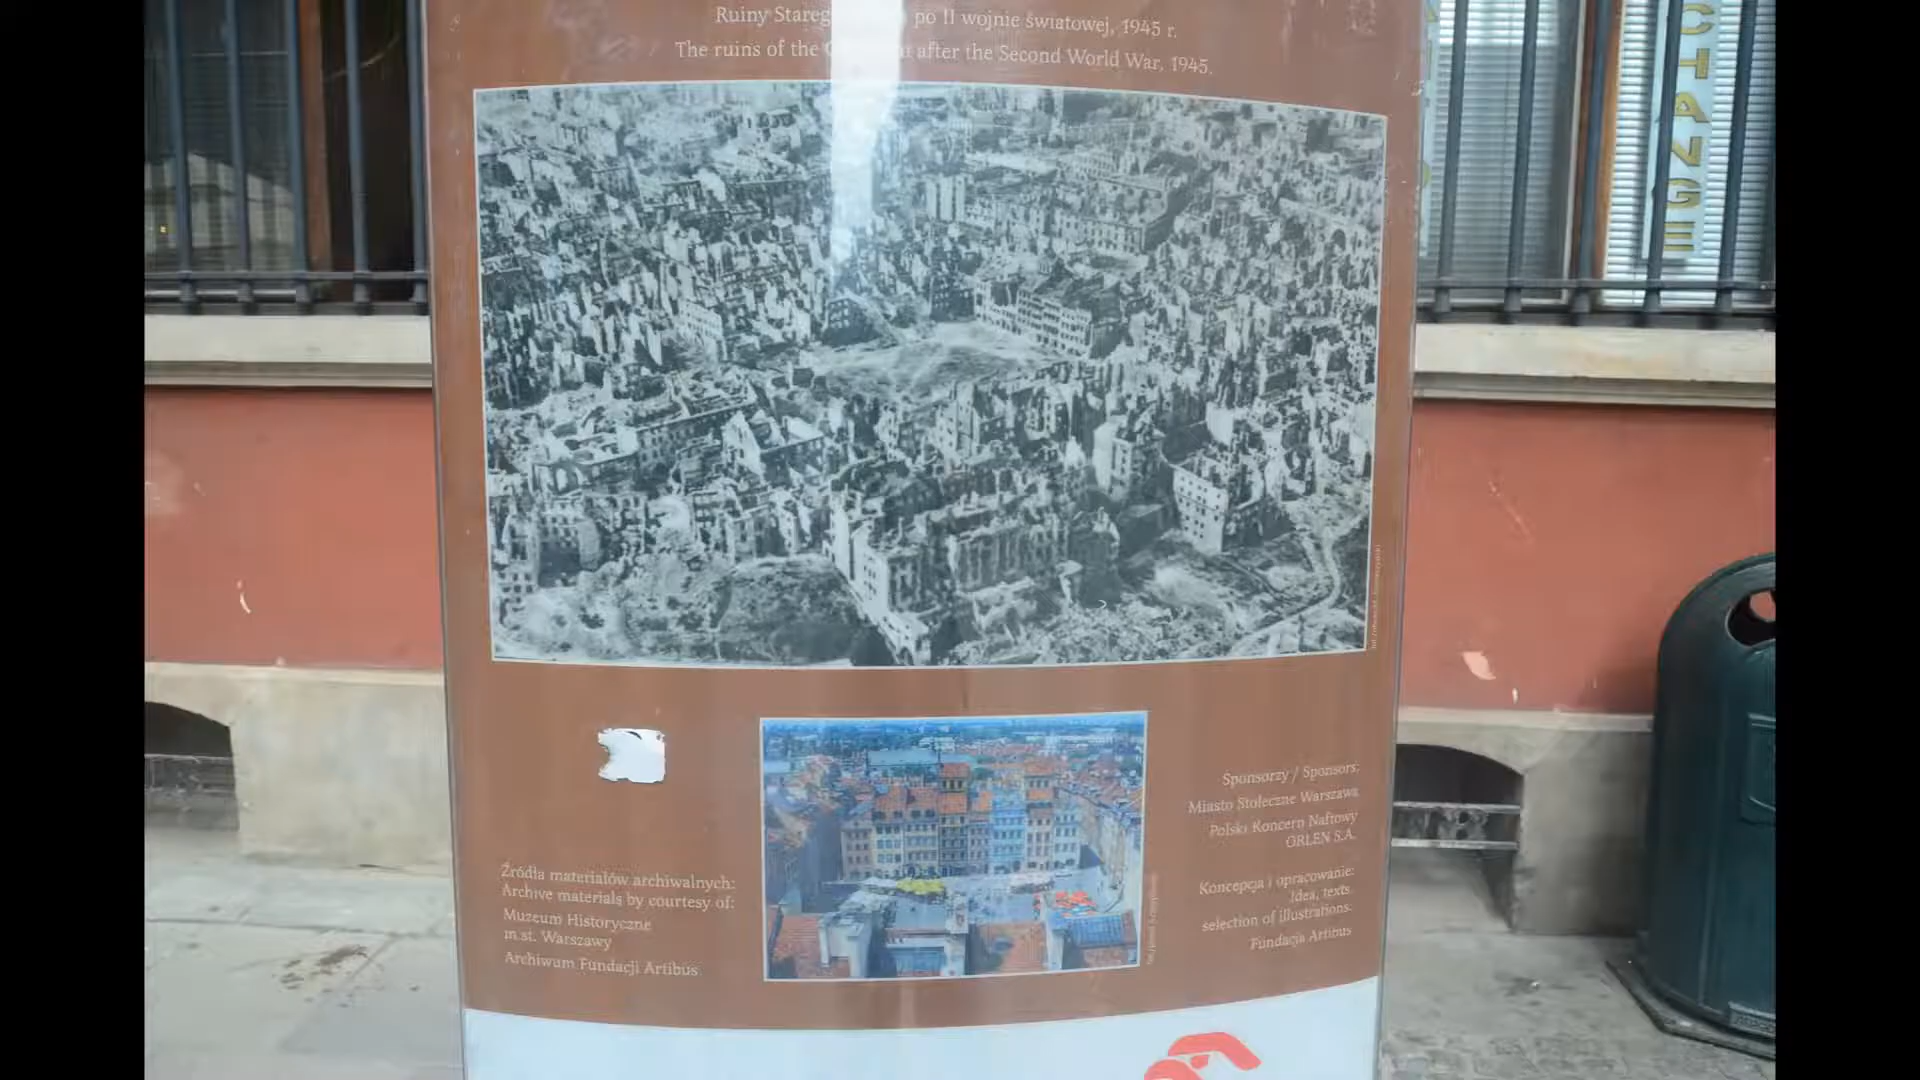 Ruiny po II wojnie światowej, 1945 r.
The ruins of the after the Second World War, 1945.
CTANGE
Sponsorzy / Sponsors:
Miasto Stołeczne Warszawa
Polski Koncern Naftowy
ORLEN S.A.
Źródła materiałów archiwalnych:
Archive materials by courtesy of:
Muzeum Historyczne
m.st. Warszawy
Archiwum Fundacji Artibus
Koncepcja i opracowanie:
Idea, texts,
selection of illustrations.
Fundacja Artibus